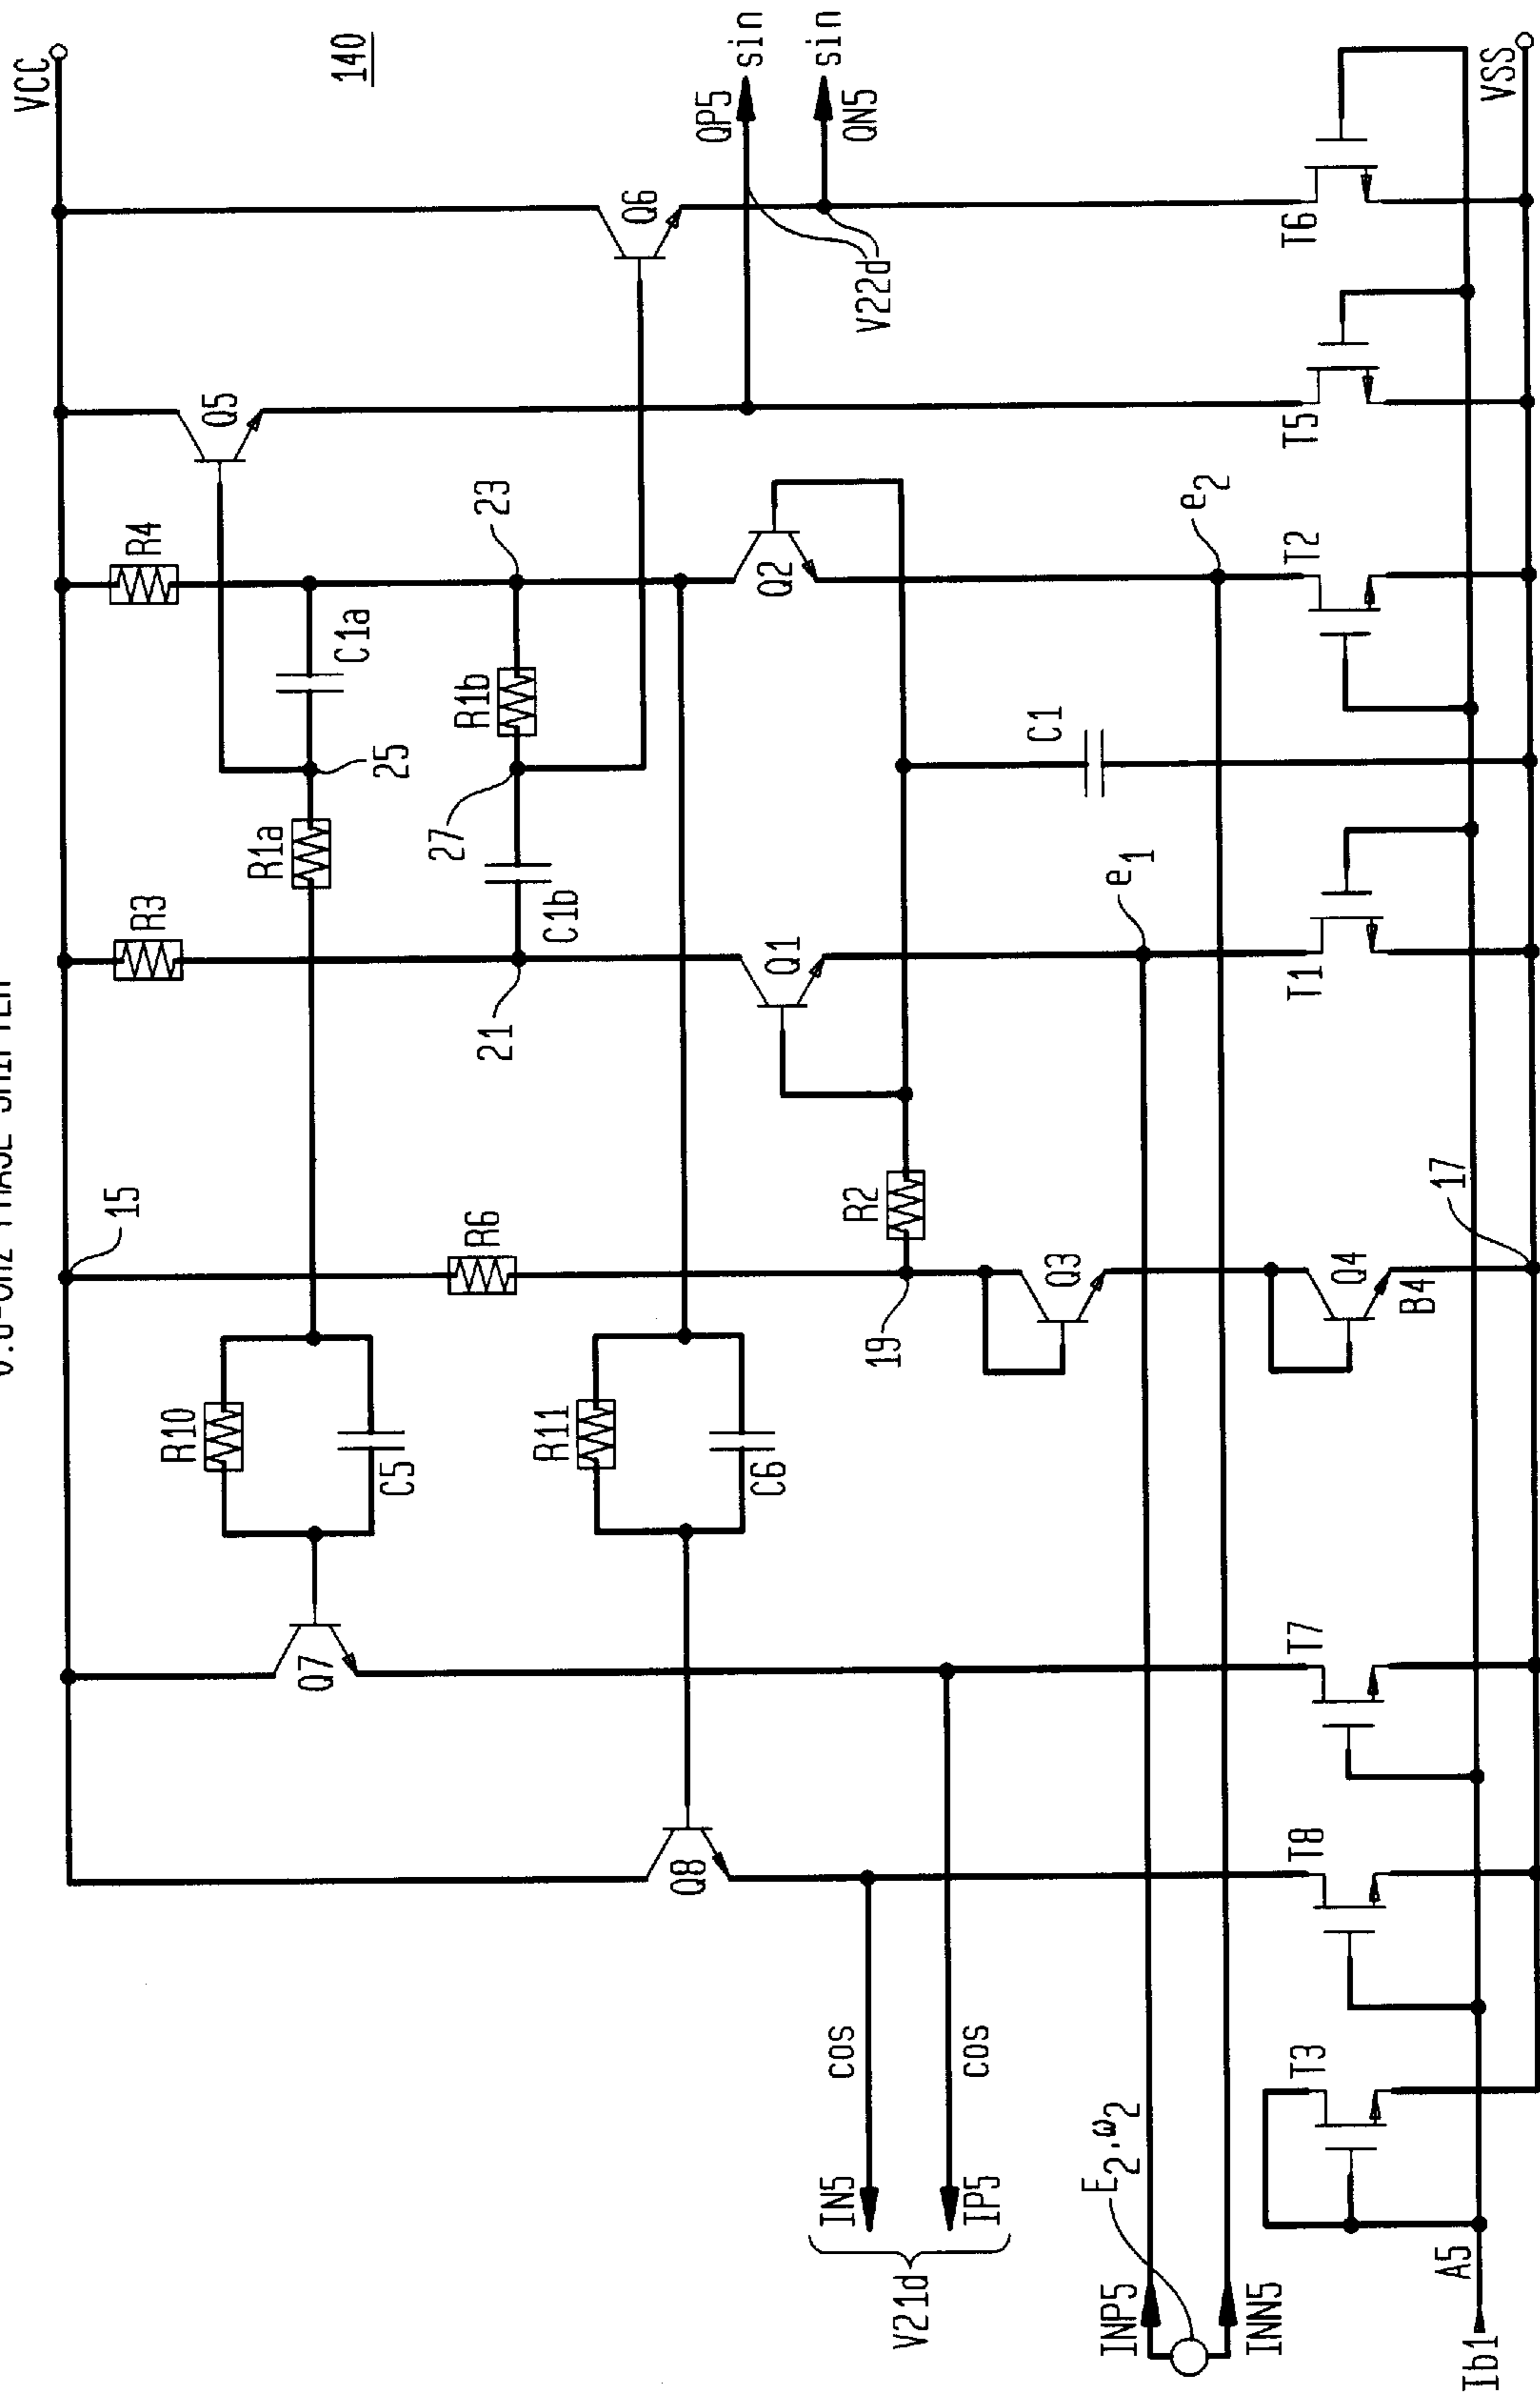 VCC
140
15
R6
R3
R4
Q5
Q6
QP5
sin
QN5
sin
V22d
R10
C5
R1a
25
C1a
R1b
23
27
C1b
21
R11
C6
Q7
Q8
Q1
Q2
R2
19
Q3
Q4
B4
17
C1
e1
e2
IN5
cos
IP5
cos
V21d
E2,ω2
INP5
INN5
T3
T8
T7
T1
T2
T5
T6
A5
Ib1
VSS